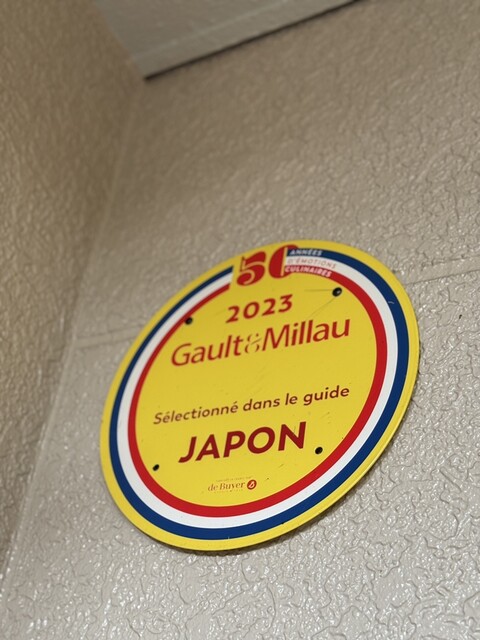 50 ANNÉES
D'ÉMOTIONS
CULINAIRES
2023
Gault&Millau
Sélectionné dans le guide
JAPON
de Buyer